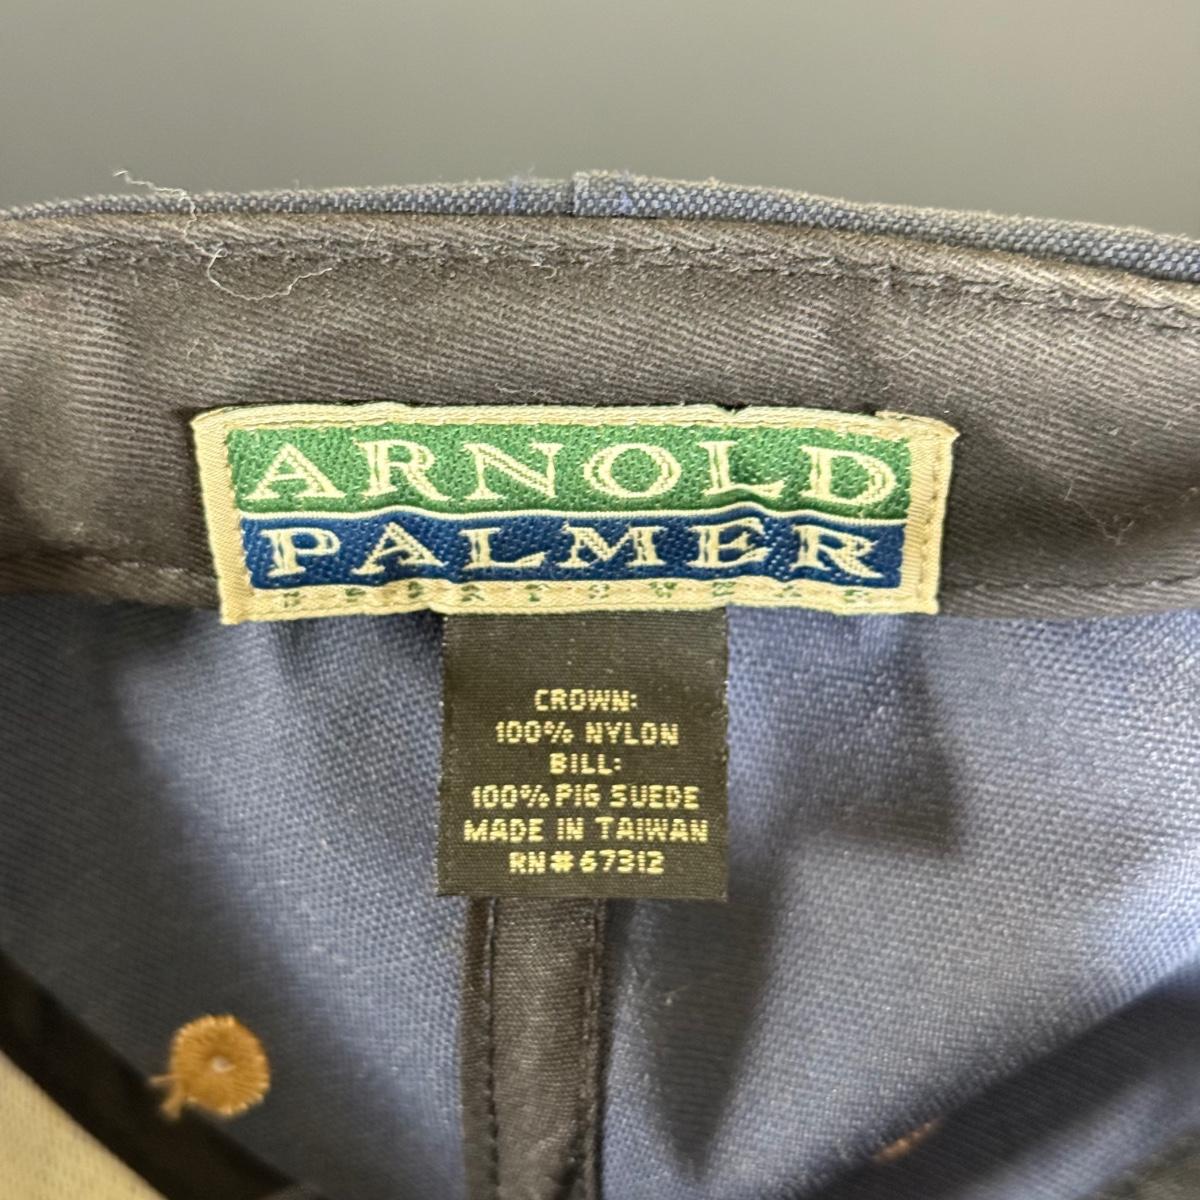 ARNOLD
PALMER
CROWN:
100% NYLON
BILL:
100% PIG SUEDE
MADE IN TAIWAN
RN#67312